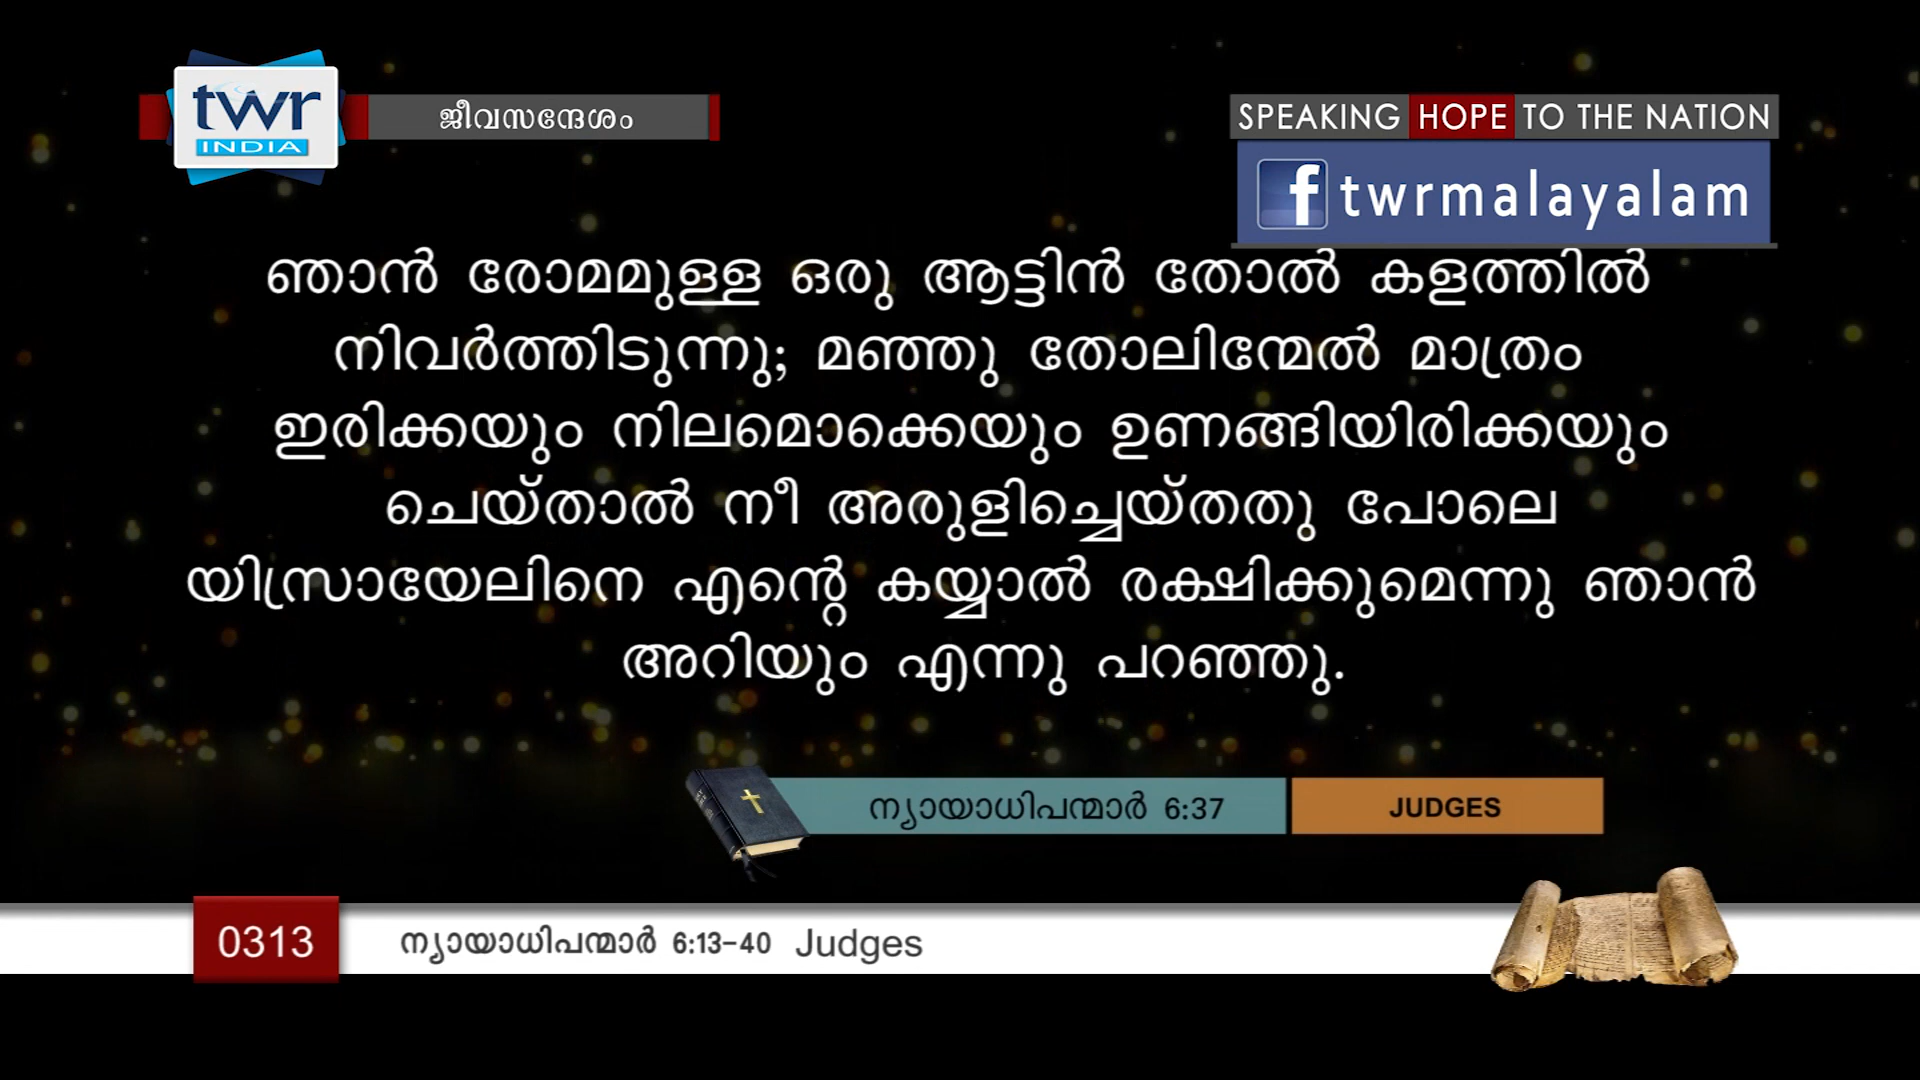 twr
INDIA
ജീവസന്ദേശം
SPEAKING HOPE TO THE NATION
f twrmalayalam
ഞാൻ രോമമുള്ള ഒരു ആട്ടിൻ തോൽ കളത്തിൽ
നിവർത്തിടുന്നു; മഞ്ഞു തോലിന്മേൽ മാത്രം
ഇരിക്കയും നിലമൊക്കെയും ഉണങ്ങിയിരിക്കയും
ചെയ്താൽ നീ അരുളിച്ചെയ്തതു പോലെ
യിസ്രായേലിനെ എന്റെ കയ്യാൽ രക്ഷിക്കുമെന്നു ഞാൻ
അറിയും എന്നു പറഞ്ഞു.
ന്യായാധിപന്മാർ 6:37 JUDGES
0313 ന്യായാധിപന്മാർ 6:13-40 Judges